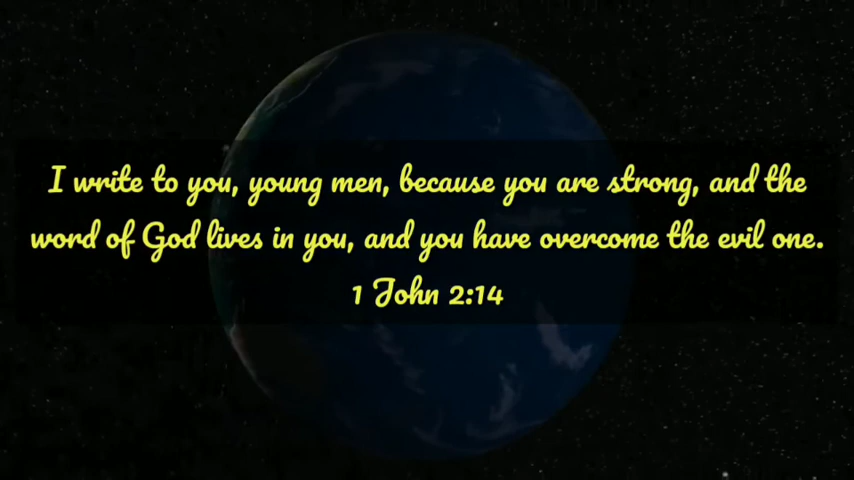 I write to you, young men, because you are strong, and the
word of God lives in you, and you have overcome the evil one.
1 John 2:14